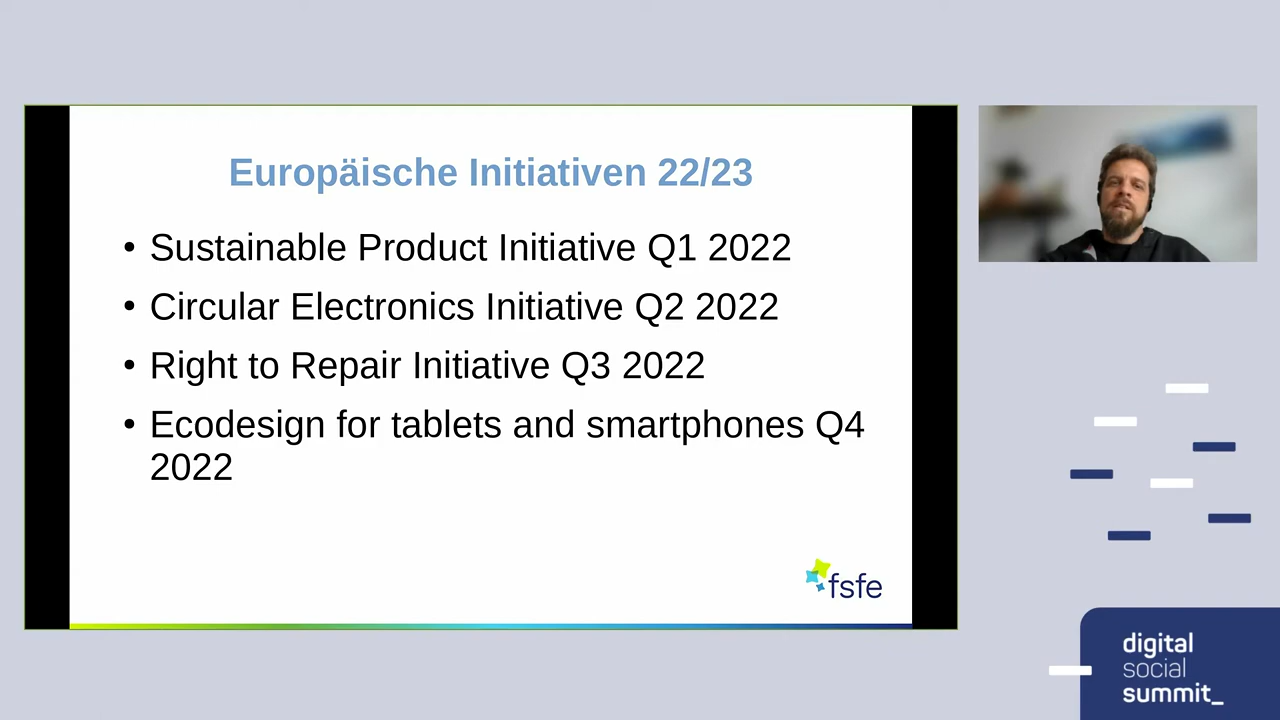 Europäische Initiativen 22/23
• Sustainable Product Initiative Q1 2022
• Circular Electronics Initiative Q2 2022
• Right to Repair Initiative Q3 2022
• Ecodesign for tablets and smartphones Q4
2022
fsfe
digital
social
summit_